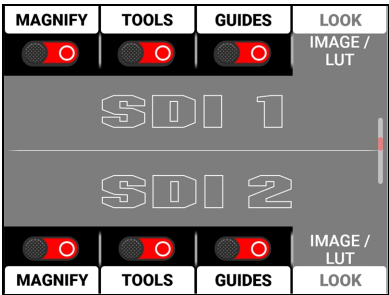 MAGNIFY TOOLS GUIDES LOOK
IMAGE /
LUT
SDI 1
SDI 2
IMAGE /
LUT
MAGNIFY TOOLS GUIDES LOOK